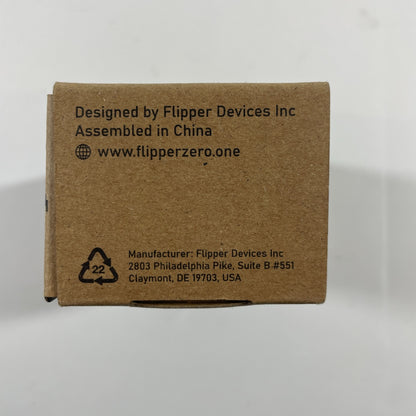 Designed by Flipper Devices Inc
Assembled in China
www.flipperzero.one
22
Manufacturer: Flipper Devices Inc
2803 Philadelphia Pike, Suite B #551
Claymont, DE 19703, USA